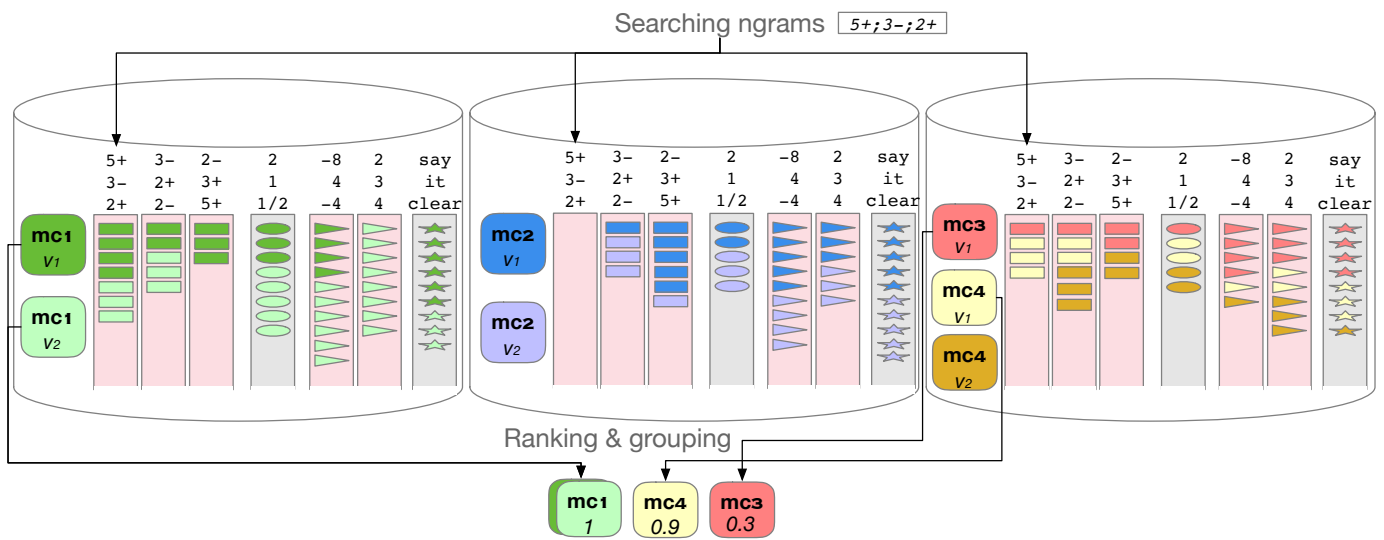 Searching ngrams 5+;3-;2+
5+ 3- 2- 2 -8 2 say
3- 2+ 3+ 1 4 3 it
2+ 2- 5+ 1/2 -4 4 clear
mc1
v1
mc1
v2
5+ 3- 2- 2 -8 2 say
3- 2+ 3+ 1 4 3 it
2+ 2- 5+ 1/2 -4 4 clear
mc2
v1
mc2
v2
5+ 3- 2- 2 -8 2 say
3- 2+ 3+ 1 4 3 it
2+ 2- 5+ 1/2 -4 4 clear
mc3
v1
mc4
v1
mc4
v2
Ranking & grouping
mc1
1
mc4
0.9
mc3
0.3